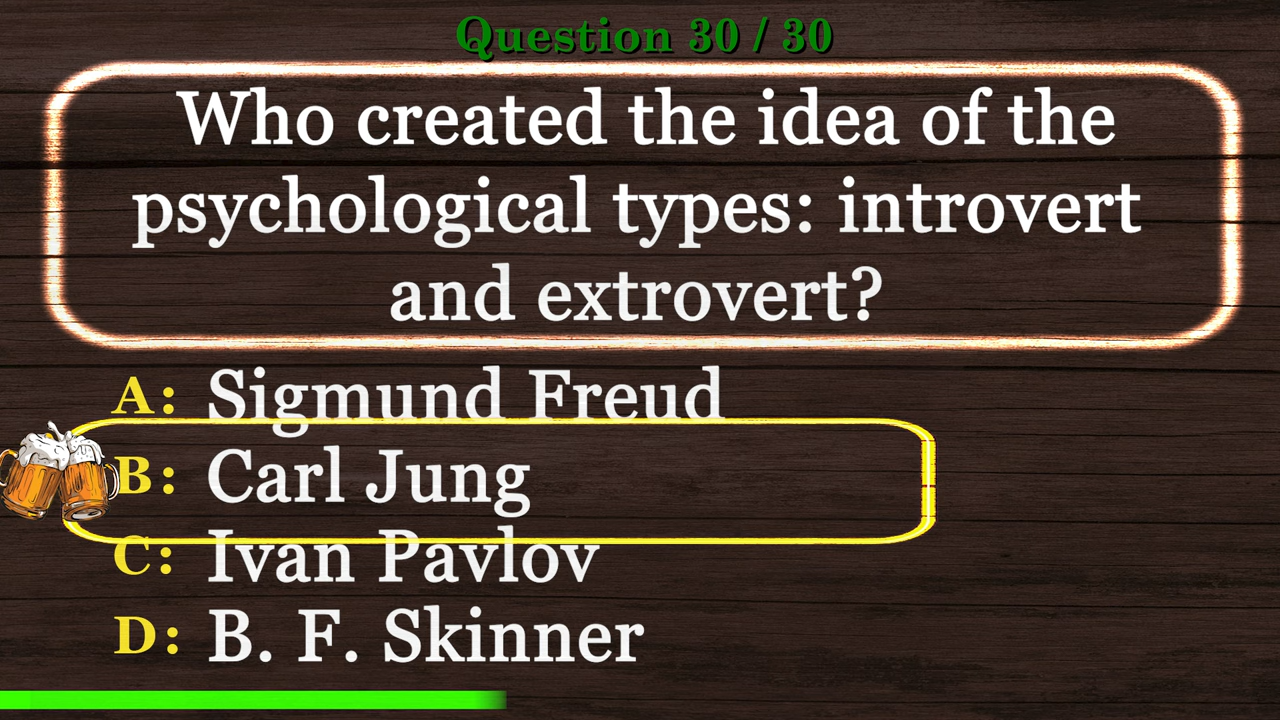 Question 30 / 30
Who created the idea of the
psychological types: introvert
and extrovert?
A: Sigmund Freud
B: Carl Jung
C: Ivan Pavlov
D: B. F. Skinner